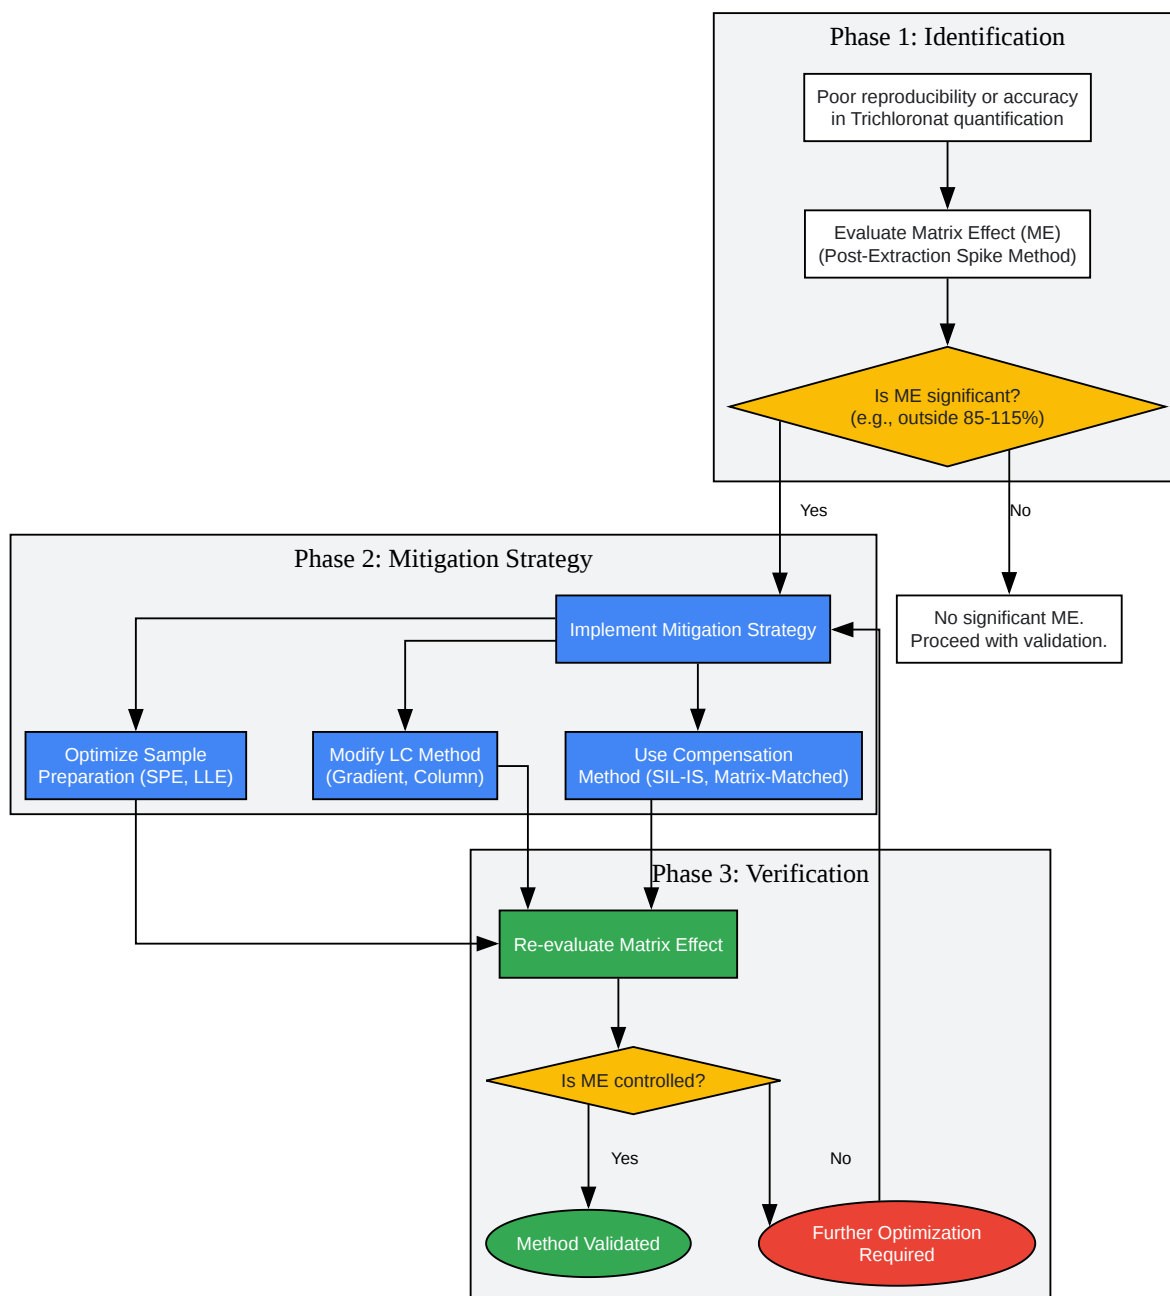 Phase 1: Identification
Poor reproducibility or accuracy
in Trichloronat quantification
Evaluate Matrix Effect (ME)
(Post-Extraction Spike Method)
Is ME significant?
(e.g., outside 85-115%)
Yes
No
Phase 2: Mitigation Strategy
Implement Mitigation Strategy
No significant ME.
Proceed with validation.
Optimize Sample
Preparation (SPE, LLE)
Modify LC Method
(Gradient, Column)
Use Compensation
Method (SIL-IS, Matrix-Matched)
Phase 3: Verification
Re-evaluate Matrix Effect
Is ME controlled?
Yes
No
Method Validated
Further Optimization
Required